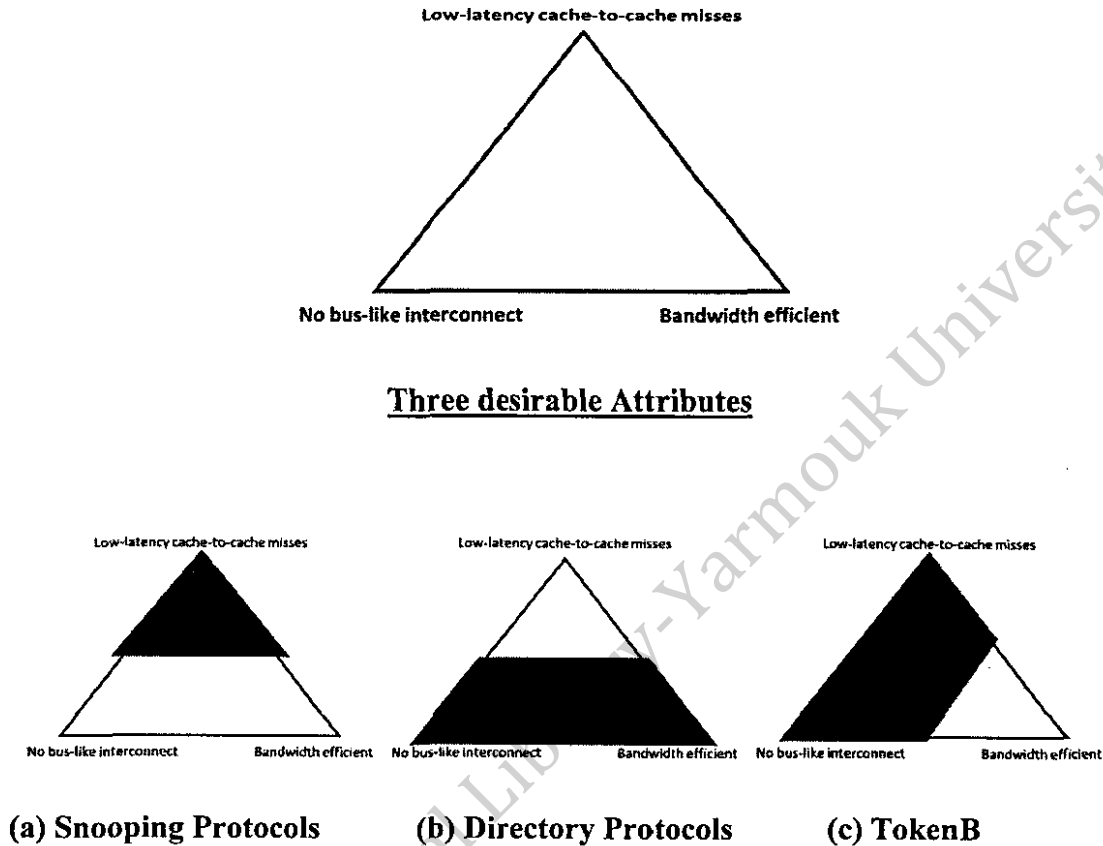 Low-latency cache-to-cache misses
No bus-like interconnect Bandwidth efficient
Three desirable Attributes
Low-latency cache-to-cache misses Low-latency cache-to-cache misses Low-latency cache-to-cache misses
No bus-like interconnect Bandwidth efficient No bus-like interconnect Bandwidth efficient No bus-like interconnect Bandwidth efficient
(a) Snooping Protocols (b) Directory Protocols (c) TokenB
-Yarmouk Universit